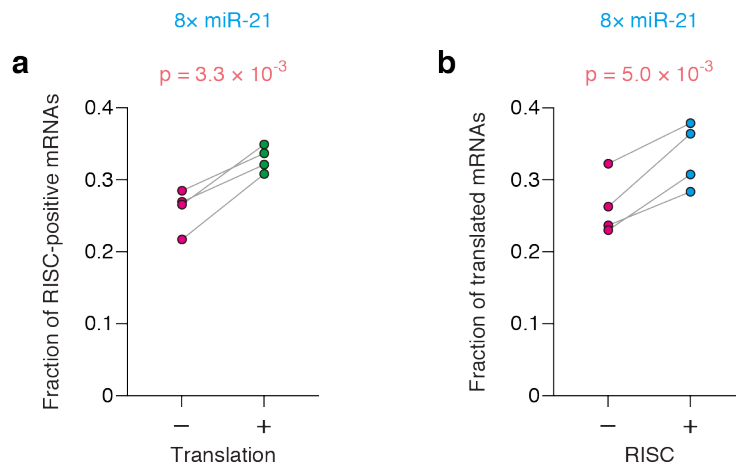 8× miR-21
a
p = 3.3 × 10⁻³
Fraction of RISC-positive mRNAs
0.4
0.3
0.2
0.1
0
− +
Translation
8× miR-21
b
p = 5.0 × 10⁻³
Fraction of translated mRNAs
0.4
0.3
0.2
0.1
0
− +
RISC